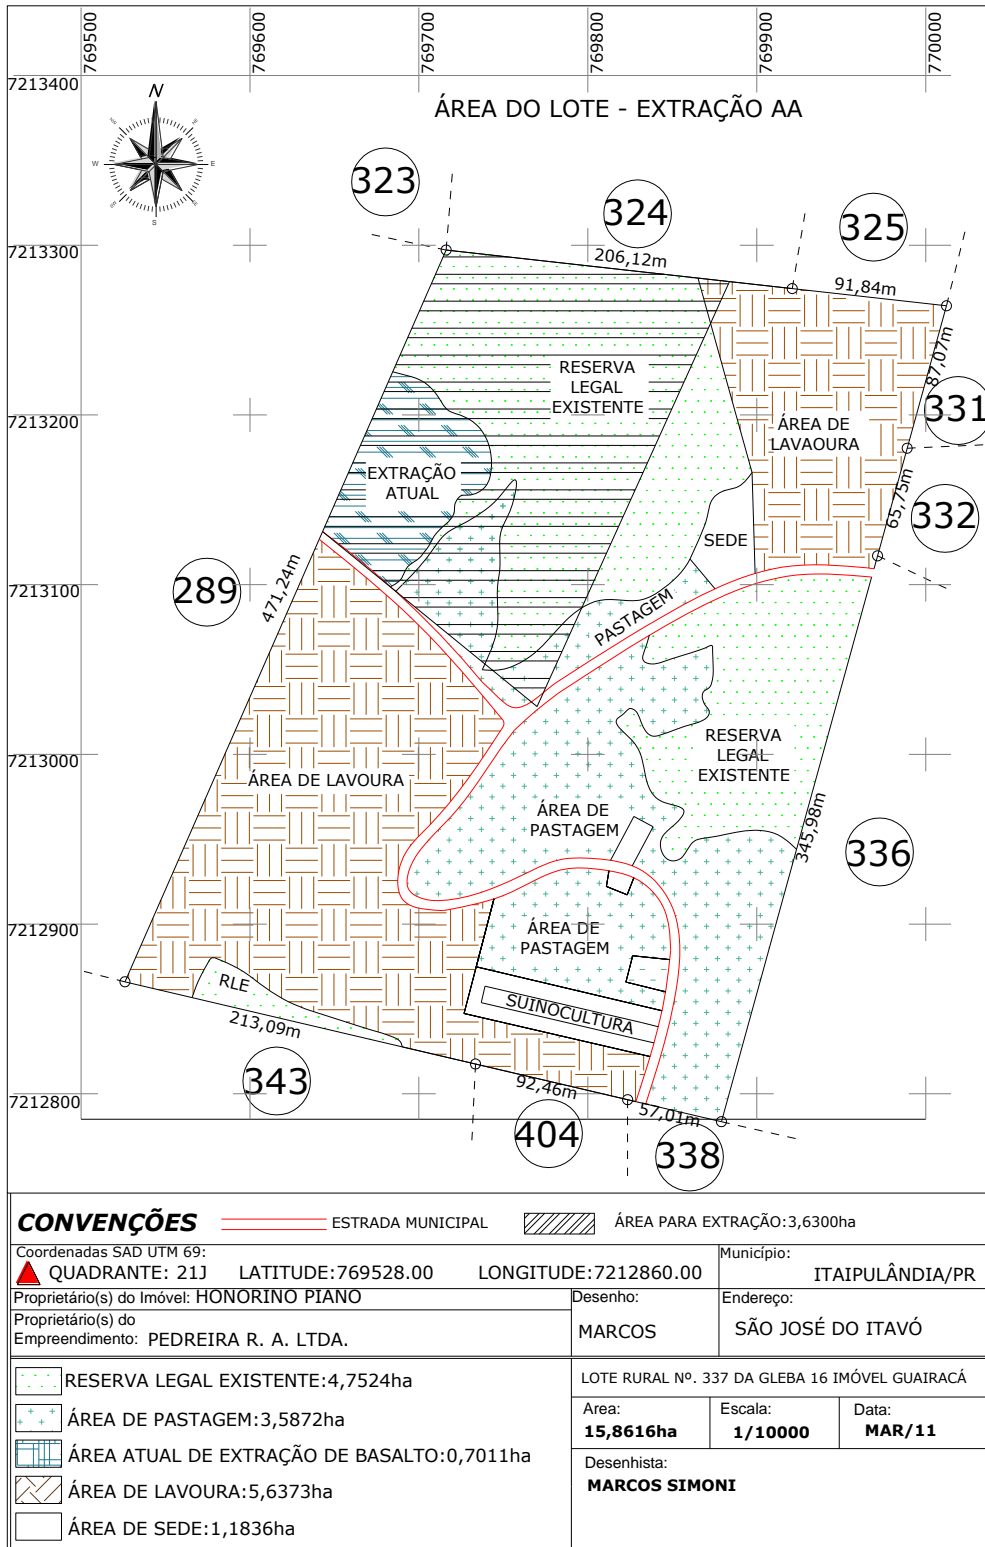 769500
769600
769700
769800
769900
770000
7213400
N
W
E
S
ÁREA DO LOTE - EXTRAÇÃO AA
323
324
325
7213300
206,12m
91,84m
87,07m
RESERVA
LEGAL
EXISTENTE
7213200
331
ÁREA DE
LAVAOURA
EXTRAÇÃO
ATUAL
65,75m
332
SEDE
7213100
289
471,24m
PASTAGEM
7213000
RESERVA
LEGAL
EXISTENTE
ÁREA DE LAVOURA
ÁREA DE
PASTAGEM
345,98m
336
7212900
ÁREA DE
PASTAGEM
RLE
SUINOCULTURA
213,09m
343
7212800
92,46m
57,01m
404
338
CONVENÇÕES
ESTRADA MUNICIPAL
ÁREA PARA EXTRAÇÃO:3,6300ha
Coordenadas SAD UTM 69:
QUADRANTE: 21J LATITUDE:769528.00 LONGITUDE:7212860.00
Município:
ITAIPULÂNDIA/PR
Proprietário(s) do Imóvel: HONORINO PIANO
Proprietário(s) do
Empreendimento: PEDREIRA R. A. LTDA.
Desenho:
MARCOS
Endereço:
SÃO JOSÉ DO ITAVÓ
RESERVA LEGAL EXISTENTE:4,7524ha
ÁREA DE PASTAGEM:3,5872ha
ÁREA ATUAL DE EXTRAÇÃO DE BASALTO:0,7011ha
ÁREA DE LAVOURA:5,6373ha
ÁREA DE SEDE:1,1836ha
LOTE RURAL Nº. 337 DA GLEBA 16 IMÓVEL GUAIRACÁ
Area:
15,8616ha
Escala:
1/10000
Data:
MAR/11
Desenhista:
MARCOS SIMONI